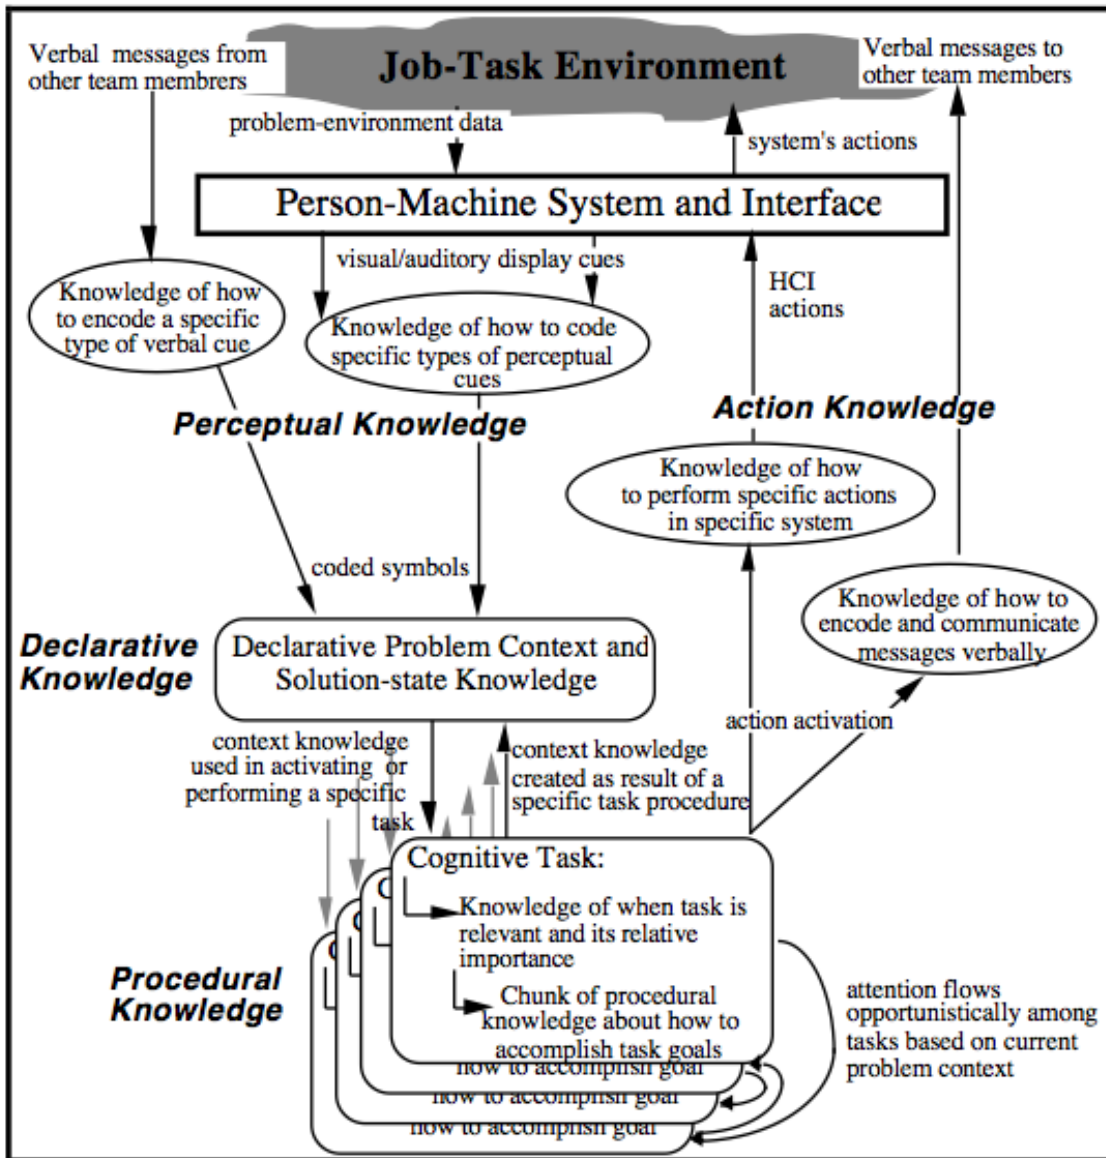 Verbal messages from
other team membrers
Job-Task Environment
Verbal messages to
other team members
problem-environment data
system's actions
Person-Machine System and Interface
visual/auditory display cues
HCI
actions
Knowledge of how
to encode a specific
type of verbal cue
Knowledge of how to code
specific types of perceptual
cues
Perceptual Knowledge
Action Knowledge
Knowledge of how
to perform specific actions
in specific system
coded symbols
Knowledge of how to
encode and communicate
messages verbally
Declarative
Knowledge
Declarative Problem Context and
Solution-state Knowledge
action activation
context knowledge
used in activating or
performing a specific
task
context knowledge
created as result of a
specific task procedure
Cognitive Task:
Knowledge of when task is
relevant and its relative
importance
Chunk of procedural
knowledge about how to
accomplish task goals
Procedural
Knowledge
attention flows
opportunistically among
tasks based on current
problem context
how to accomplish goal
how to accomplish goal
how to accomplish goal